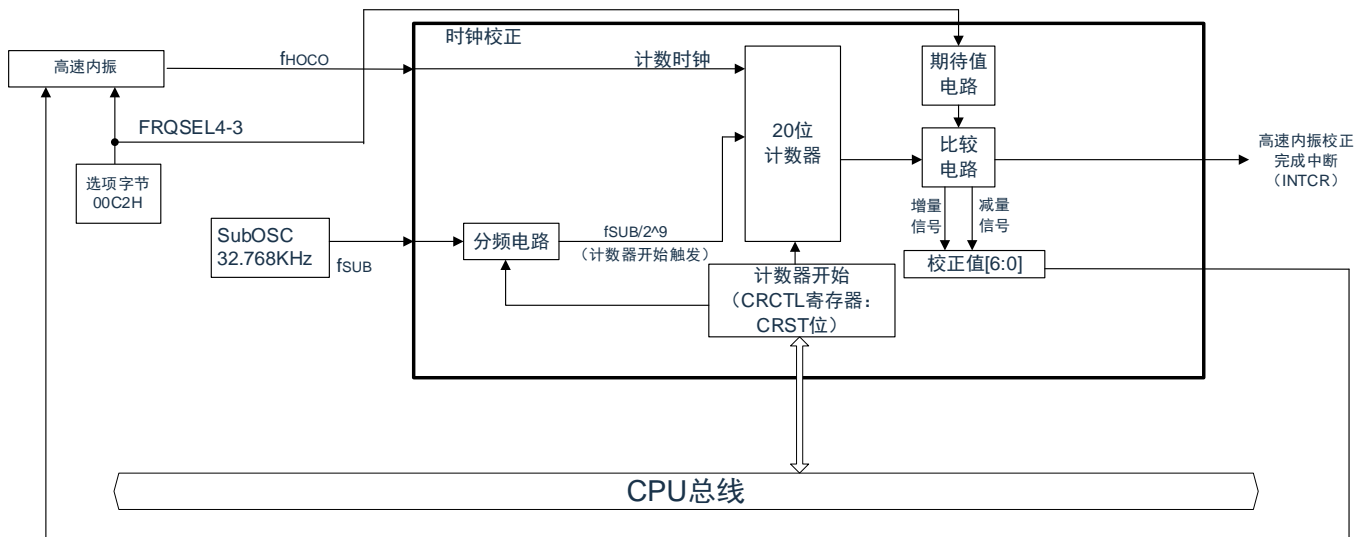 时钟校正
高速内振
fHOCO
计数时钟
期待值
电路
FRQSEL4-3
20位
计数器
比较
电路
高速内振校正
完成中断
（INTCR）
选项字节
00C2H
增量
信号
减量
信号
SubOSC
32.768KHz
fSUB
分频电路
fSUB/2^9
（计数器开始触发）
校正值[6:0]
计数器开始
（CRCTL寄存器：
CRST位）
CPU总线